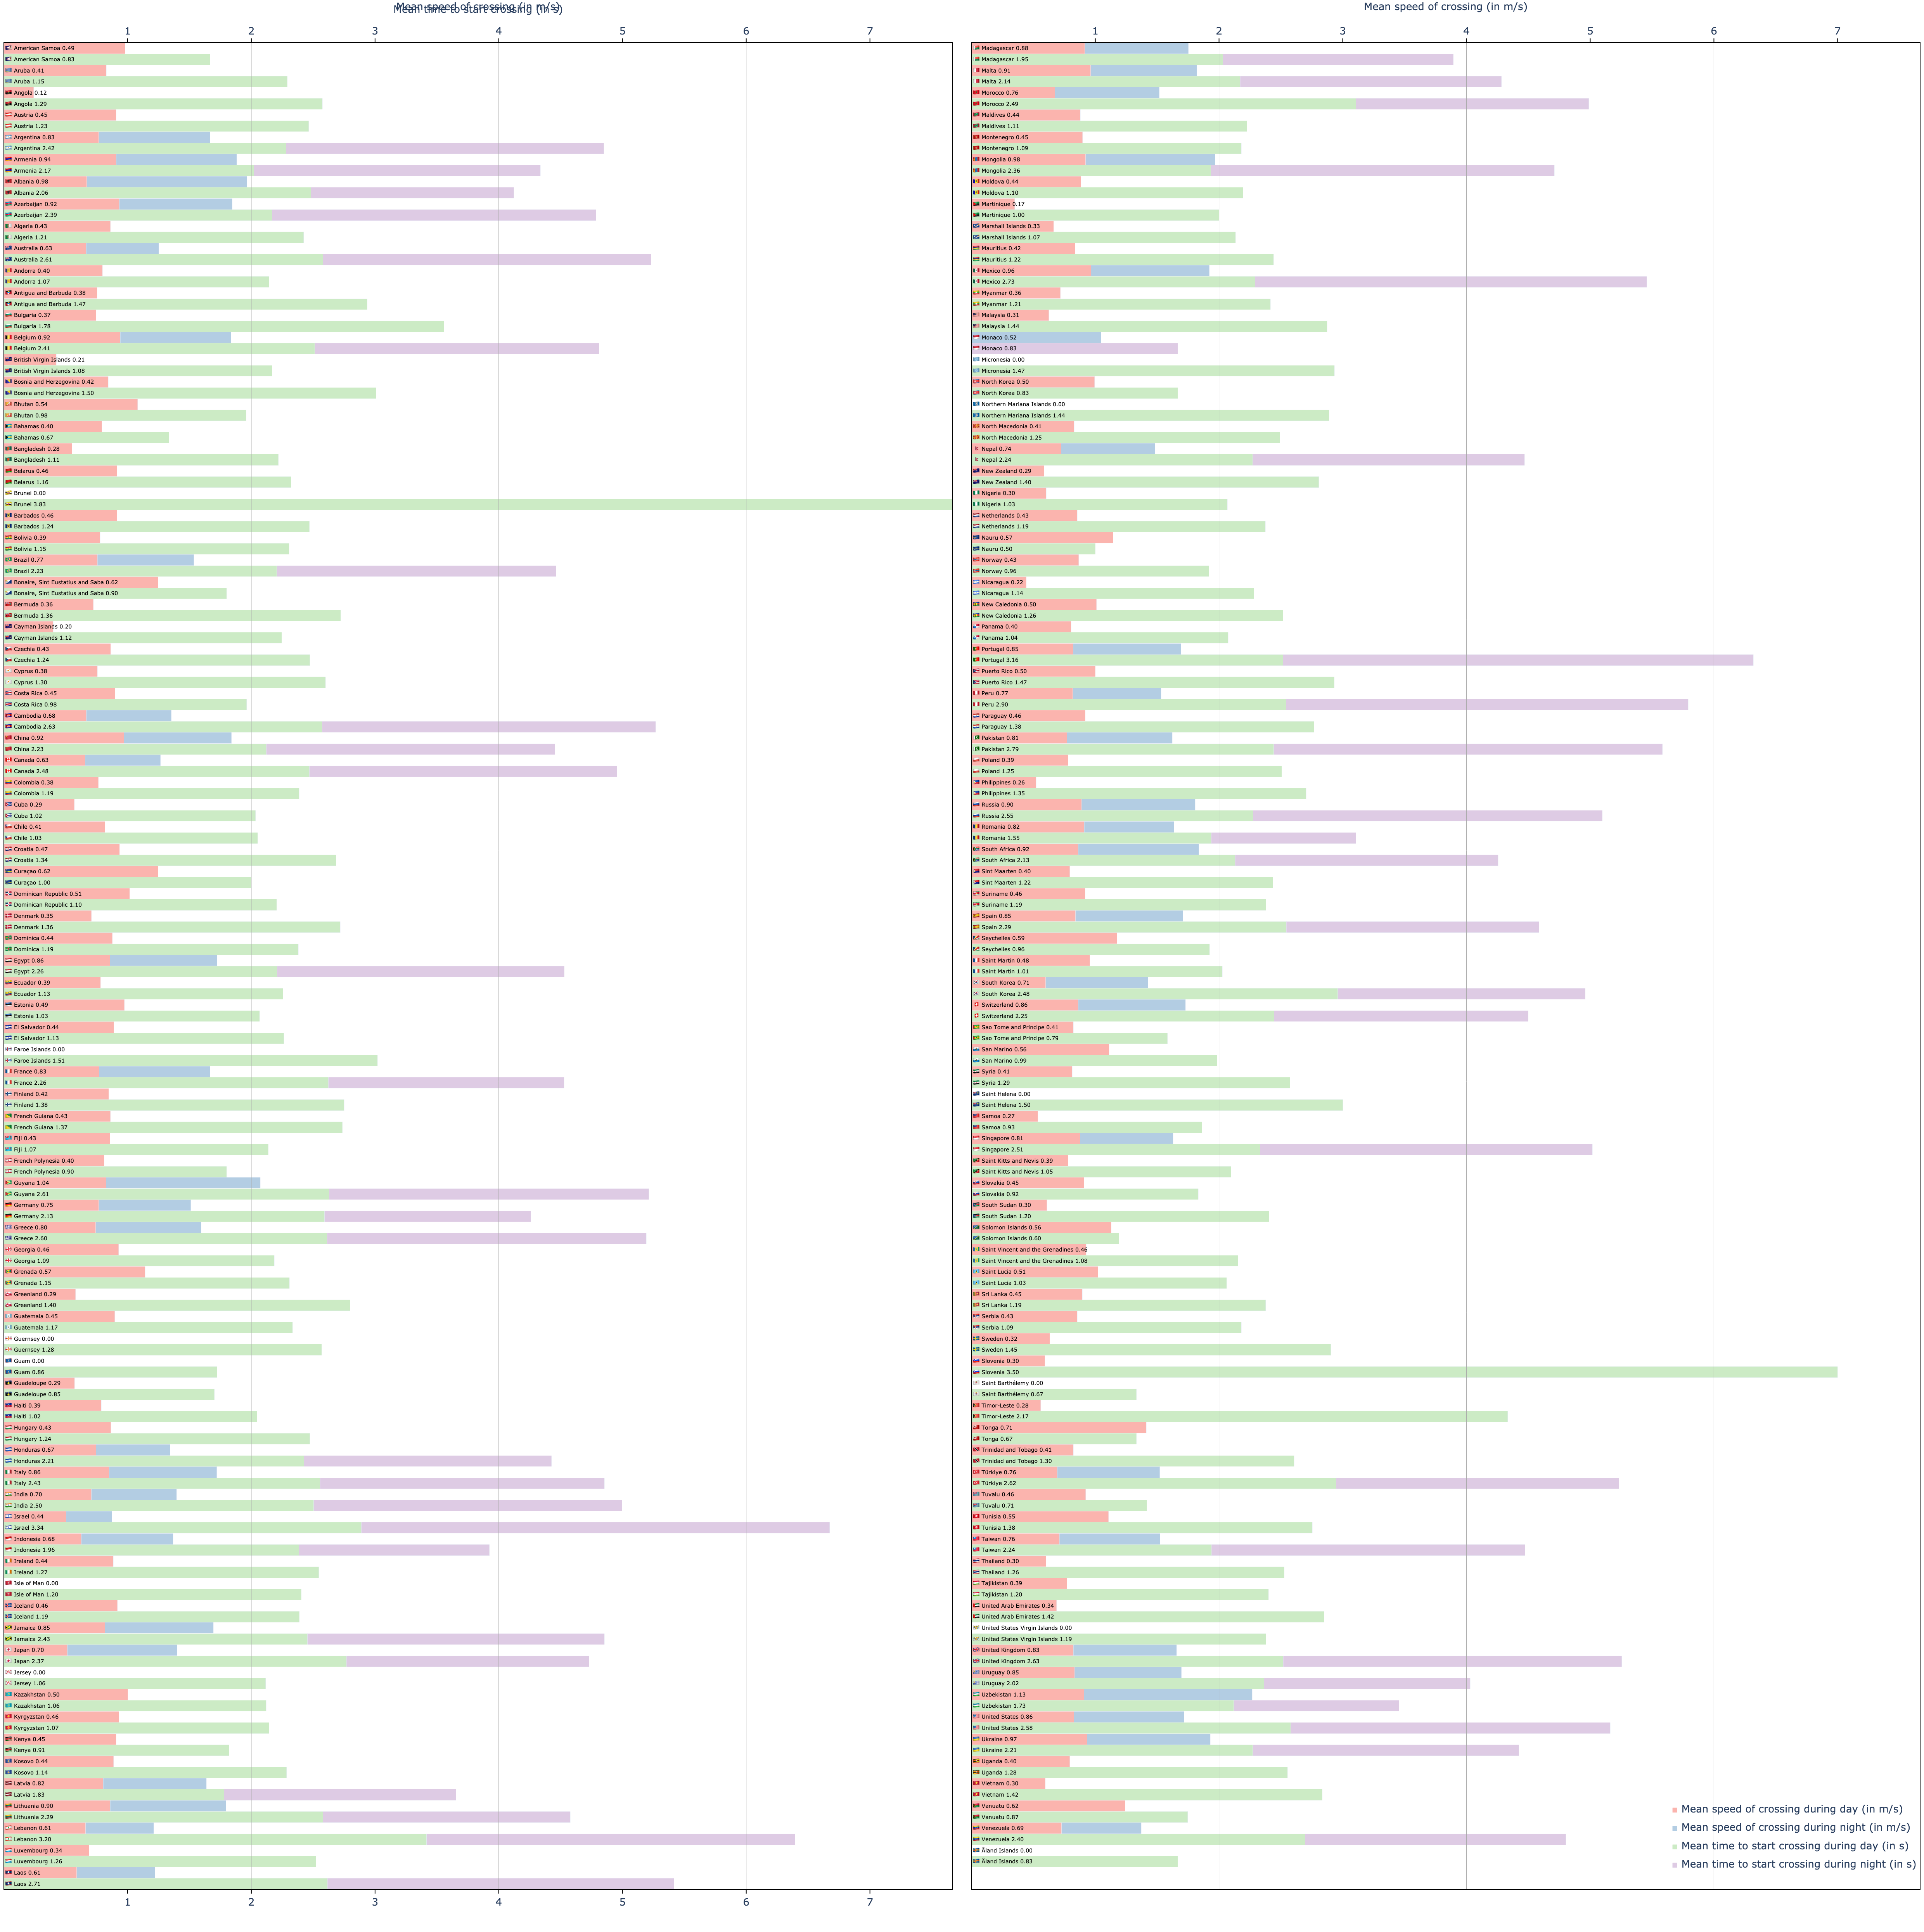 Mean speed of crossing (in m/s)
Mean time to start crossing (in s)
1 2 3 4 5 6 7
American Samoa 0.49
American Samoa 0.83
Aruba 0.41
Aruba 1.15
Angola 0.12
Angola 1.29
Austria 0.45
Austria 1.23
Argentina 0.83
Argentina 2.42
Armenia 0.94
Armenia 2.17
Albania 0.98
Albania 2.06
Azerbaijan 0.92
Azerbaijan 2.39
Algeria 0.43
Algeria 1.21
Australia 0.63
Australia 2.61
Andorra 0.40
Andorra 1.07
Antigua and Barbuda 0.38
Antigua and Barbuda 1.47
Bulgaria 0.37
Bulgaria 1.78
Belgium 0.92
Belgium 2.41
British Virgin Islands 0.21
British Virgin Islands 1.08
Bosnia and Herzegovina 0.42
Bosnia and Herzegovina 1.50
Bhutan 0.54
Bhutan 0.98
Bahamas 0.40
Bahamas 0.67
Bangladesh 0.28
Bangladesh 1.11
Belarus 0.46
Belarus 1.16
Brunei 0.00
Brunei 3.83
Barbados 0.46
Barbados 1.24
Bolivia 0.39
Bolivia 1.15
Brazil 0.77
Brazil 2.23
Bonaire, Sint Eustatius and Saba 0.62
Bonaire, Sint Eustatius and Saba 0.90
Bermuda 0.36
Bermuda 1.36
Cayman Islands 0.20
Cayman Islands 1.12
Czechia 0.43
Czechia 1.24
Cyprus 0.38
Cyprus 1.30
Costa Rica 0.45
Costa Rica 0.98
Cambodia 0.68
Cambodia 2.63
China 0.92
China 2.23
Canada 0.63
Canada 2.48
Colombia 0.38
Colombia 1.19
Cuba 0.29
Cuba 1.02
Chile 0.41
Chile 1.03
Croatia 0.47
Croatia 1.34
Curaçao 0.62
Curaçao 1.00
Dominican Republic 0.51
Dominican Republic 1.10
Denmark 0.35
Denmark 1.36
Dominica 0.44
Dominica 1.19
Egypt 0.86
Egypt 2.26
Ecuador 0.39
Ecuador 1.13
Estonia 0.49
Estonia 1.03
El Salvador 0.44
El Salvador 1.13
Faroe Islands 0.00
Faroe Islands 1.51
France 0.83
France 2.26
Finland 0.42
Finland 1.38
French Guiana 0.43
French Guiana 1.37
Fiji 0.43
Fiji 1.07
French Polynesia 0.40
French Polynesia 0.90
Guyana 1.04
Guyana 2.61
Germany 0.75
Germany 2.13
Greece 0.80
Greece 2.60
Georgia 0.46
Georgia 1.09
Grenada 0.57
Grenada 1.15
Greenland 0.29
Greenland 1.40
Guatemala 0.45
Guatemala 1.17
Guernsey 0.00
Guernsey 1.28
Guam 0.00
Guam 0.86
Guadeloupe 0.29
Guadeloupe 0.85
Haiti 0.39
Haiti 1.02
Hungary 0.43
Hungary 1.24
Honduras 0.67
Honduras 2.21
Italy 0.86
Italy 2.43
India 0.70
India 2.50
Israel 0.44
Israel 3.34
Indonesia 0.68
Indonesia 1.96
Ireland 0.44
Ireland 1.27
Isle of Man 0.00
Isle of Man 1.20
Iceland 0.46
Iceland 1.19
Jamaica 0.85
Jamaica 2.43
Japan 0.70
Japan 2.37
Jersey 0.00
Jersey 1.06
Kazakhstan 0.50
Kazakhstan 1.06
Kyrgyzstan 0.46
Kyrgyzstan 1.07
Kenya 0.45
Kenya 0.91
Kosovo 0.44
Kosovo 1.14
Latvia 0.82
Latvia 1.83
Lithuania 0.90
Lithuania 2.29
Lebanon 0.61
Lebanon 3.20
Luxembourg 0.34
Luxembourg 1.26
Laos 0.61
Laos 2.71
1 2 3 4 5 6 7
Mean speed of crossing (in m/s)
1 2 3 4 5 6 7
Madagascar 0.88
Madagascar 1.95
Malta 0.91
Malta 2.14
Morocco 0.76
Morocco 2.49
Maldives 0.44
Maldives 1.11
Montenegro 0.45
Montenegro 1.09
Mongolia 0.98
Mongolia 2.36
Moldova 0.44
Moldova 1.10
Martinique 0.17
Martinique 1.00
Marshall Islands 0.33
Marshall Islands 1.07
Mauritius 0.42
Mauritius 1.22
Mexico 0.96
Mexico 2.73
Myanmar 0.36
Myanmar 1.21
Malaysia 0.31
Malaysia 1.44
Monaco 0.52
Monaco 0.83
Micronesia 0.00
Micronesia 1.47
North Korea 0.50
North Korea 0.83
Northern Mariana Islands 0.00
Northern Mariana Islands 1.44
North Macedonia 0.41
North Macedonia 1.25
Nepal 0.74
Nepal 2.24
New Zealand 0.29
New Zealand 1.40
Nigeria 0.30
Nigeria 1.03
Netherlands 0.43
Netherlands 1.19
Nauru 0.57
Nauru 0.50
Norway 0.43
Norway 0.96
Nicaragua 0.22
Nicaragua 1.14
New Caledonia 0.50
New Caledonia 1.26
Panama 0.40
Panama 1.04
Portugal 0.85
Portugal 3.16
Puerto Rico 0.50
Puerto Rico 1.47
Peru 0.77
Peru 2.90
Paraguay 0.46
Paraguay 1.38
Pakistan 0.81
Pakistan 2.79
Poland 0.39
Poland 1.25
Philippines 0.26
Philippines 1.35
Russia 0.90
Russia 2.55
Romania 0.82
Romania 1.55
South Africa 0.92
South Africa 2.13
Sint Maarten 0.40
Sint Maarten 1.22
Suriname 0.46
Suriname 1.19
Spain 0.85
Spain 2.29
Seychelles 0.59
Seychelles 0.96
Saint Martin 0.48
Saint Martin 1.01
South Korea 0.71
South Korea 2.48
Switzerland 0.86
Switzerland 2.25
Sao Tome and Principe 0.41
Sao Tome and Principe 0.79
San Marino 0.56
San Marino 0.99
Syria 0.41
Syria 1.29
Saint Helena 0.00
Saint Helena 1.50
Samoa 0.27
Samoa 0.93
Singapore 0.81
Singapore 2.51
Saint Kitts and Nevis 0.39
Saint Kitts and Nevis 1.05
Slovakia 0.45
Slovakia 0.92
South Sudan 0.30
South Sudan 1.20
Solomon Islands 0.56
Solomon Islands 0.60
Saint Vincent and the Grenadines 0.46
Saint Vincent and the Grenadines 1.08
Saint Lucia 0.51
Saint Lucia 1.03
Sri Lanka 0.45
Sri Lanka 1.19
Serbia 0.43
Serbia 1.09
Sweden 0.32
Sweden 1.45
Slovenia 0.30
Slovenia 3.50
Saint Barthélemy 0.00
Saint Barthélemy 0.67
Timor-Leste 0.28
Timor-Leste 2.17
Tonga 0.71
Tonga 0.67
Trinidad and Tobago 0.41
Trinidad and Tobago 1.30
Türkiye 0.76
Türkiye 2.62
Tuvalu 0.46
Tuvalu 0.71
Tunisia 0.55
Tunisia 1.38
Taiwan 0.76
Taiwan 2.24
Thailand 0.30
Thailand 1.26
Tajikistan 0.39
Tajikistan 1.20
United Arab Emirates 0.34
United Arab Emirates 1.42
United States Virgin Islands 0.00
United States Virgin Islands 1.19
United Kingdom 0.83
United Kingdom 2.63
Uruguay 0.85
Uruguay 2.02
Uzbekistan 1.13
Uzbekistan 1.73
United States 0.86
United States 2.58
Ukraine 0.97
Ukraine 2.21
Uganda 0.40
Uganda 1.28
Vietnam 0.30
Vietnam 1.42
Vanuatu 0.62
Vanuatu 0.87
Venezuela 0.69
Venezuela 2.40
Åland Islands 0.00
Åland Islands 0.83
Mean speed of crossing during day (in m/s)
Mean speed of crossing during night (in m/s)
Mean time to start crossing during day (in s)
Mean time to start crossing during night (in s)
1 2 3 4 5 6 7